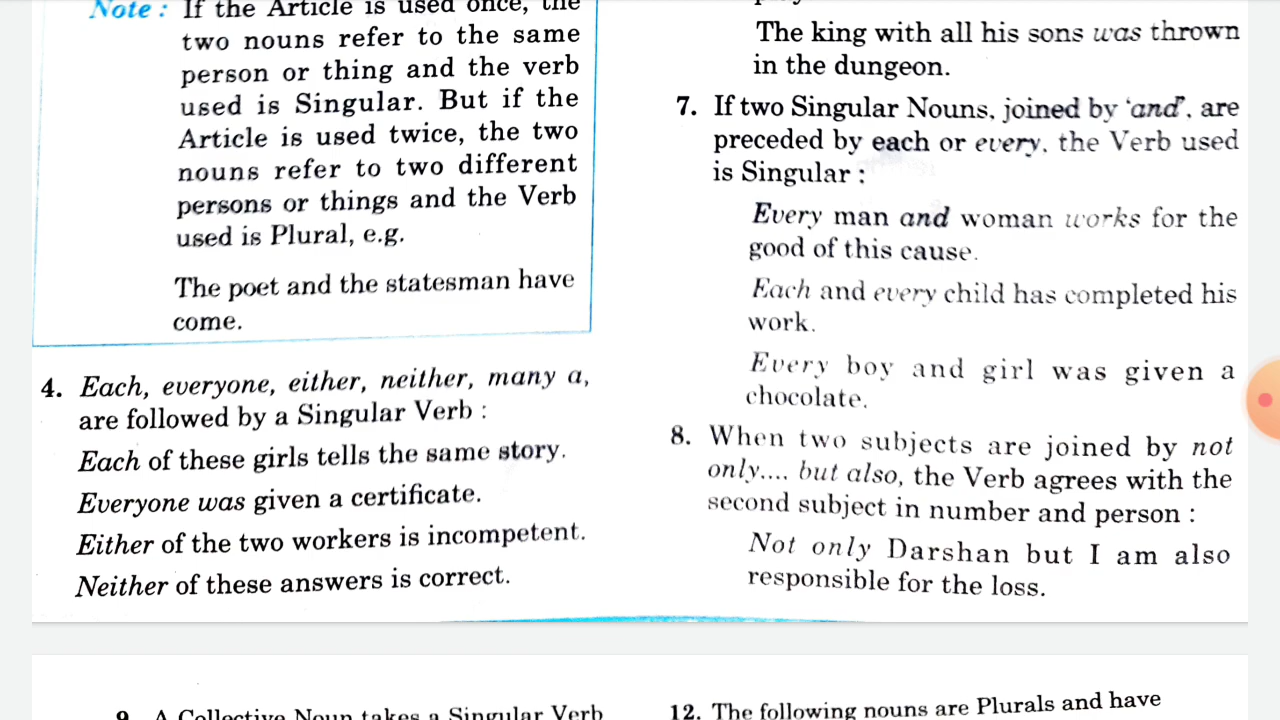 Note : If the Article is used once, the
two nouns refer to the same
person or thing and the verb
used is Singular. But if the
Article is used twice, the two
nouns refer to two different
persons or things and the Verb
used is Plural, e.g.
The poet and the statesman have
come.
4. Each, everyone, either, neither, many a,
are followed by a Singular Verb :
Each of these girls tells the same story.
Everyone was given a certificate.
Either of the two workers is incompetent.
Neither of these answers is correct.
The king with all his sons was thrown
in the dungeon.
7. If two Singular Nouns, joined by 'and', are
preceded by each or every, the Verb used
is Singular :
Every man and woman works for the
good of this cause.
Each and every child has completed his
work.
Every boy and girl was given a
chocolate.
8. When two subjects are joined by not
only.... but also, the Verb agrees with the
second subject in number and person :
Not only Darshan but I am also
responsible for the loss.
9. A Collective Noun takes a Singular Verb
12. The following nouns are Plurals and have